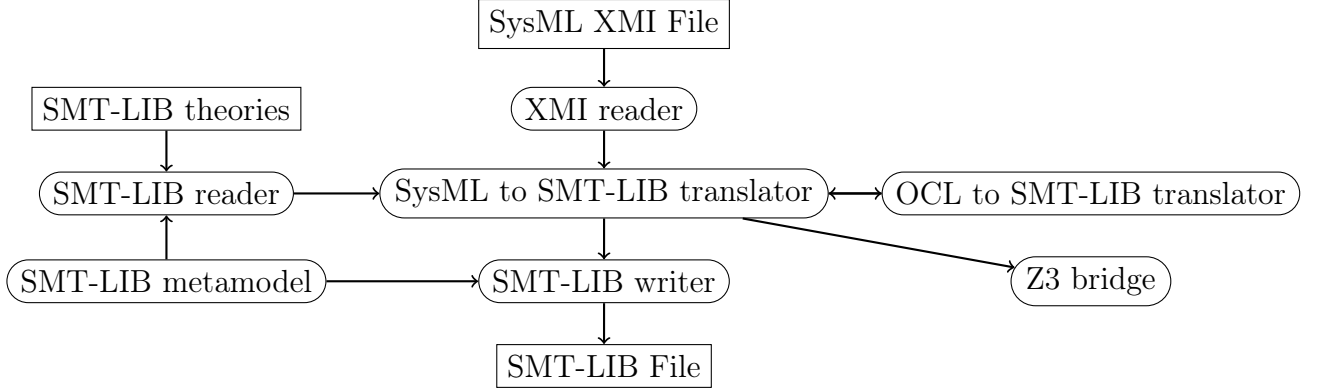 SysML XMI File
SMT-LIB theories
XMI reader
SMT-LIB reader
SysML to SMT-LIB translator
OCL to SMT-LIB translator
SMT-LIB metamodel
SMT-LIB writer
Z3 bridge
SMT-LIB File